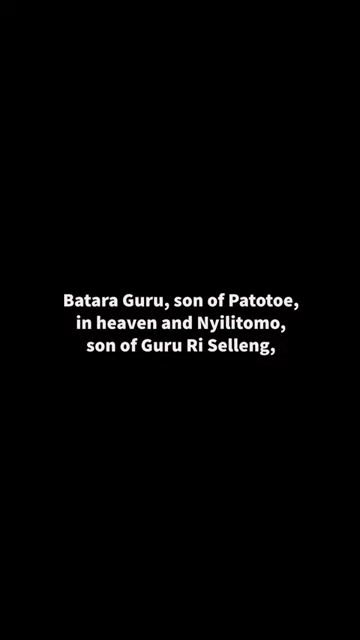 Batara Guru, son of Patotoe,
in heaven and Nyilitomo,
son of Guru Ri Selleng,